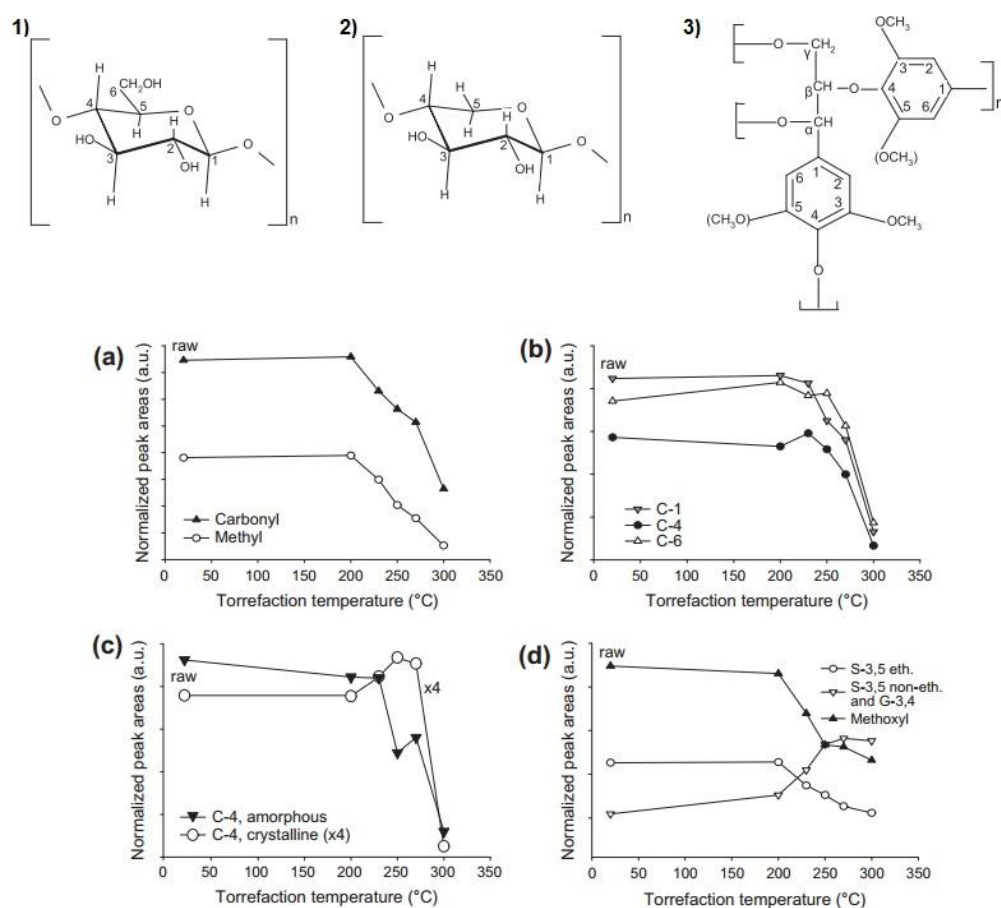 1)
H
6 CH2OH
4
5
O
H
H
O
HO
3
2
OH
1
O
H
H
n
2)
H
4
5
H
O
H
O
HO
3
2
OH
1
O
H
H
n
3)
O
CH2
γ
OCH3
3
2
β
CH
O
4
1
n
5
6
O
CH
α
OCH3
(OCH3)
1
6
2
5
3
(CH3O)
4
OCH3
O
(a)
Normalized peak areas (a.u.)
raw
Carbonyl
Methyl
0 50 100 150 200 250 300 350
Torrefaction temperature (°C)
(b)
Normalized peak areas (a.u.)
raw
C-1
C-4
C-6
0 50 100 150 200 250 300 350
Torrefaction temperature (°C)
(c)
Normalized peak areas (a.u.)
raw
x4
C-4, amorphous
C-4, crystalline (x4)
0 50 100 150 200 250 300 350
Torrefaction temperature (°C)
(d)
Normalized peak areas (a.u.)
raw
S-3,5 eth.
S-3,5 non-eth.
and G-3,4
Methoxyl
0 50 100 150 200 250 300 350
Torrefaction temperature (°C)